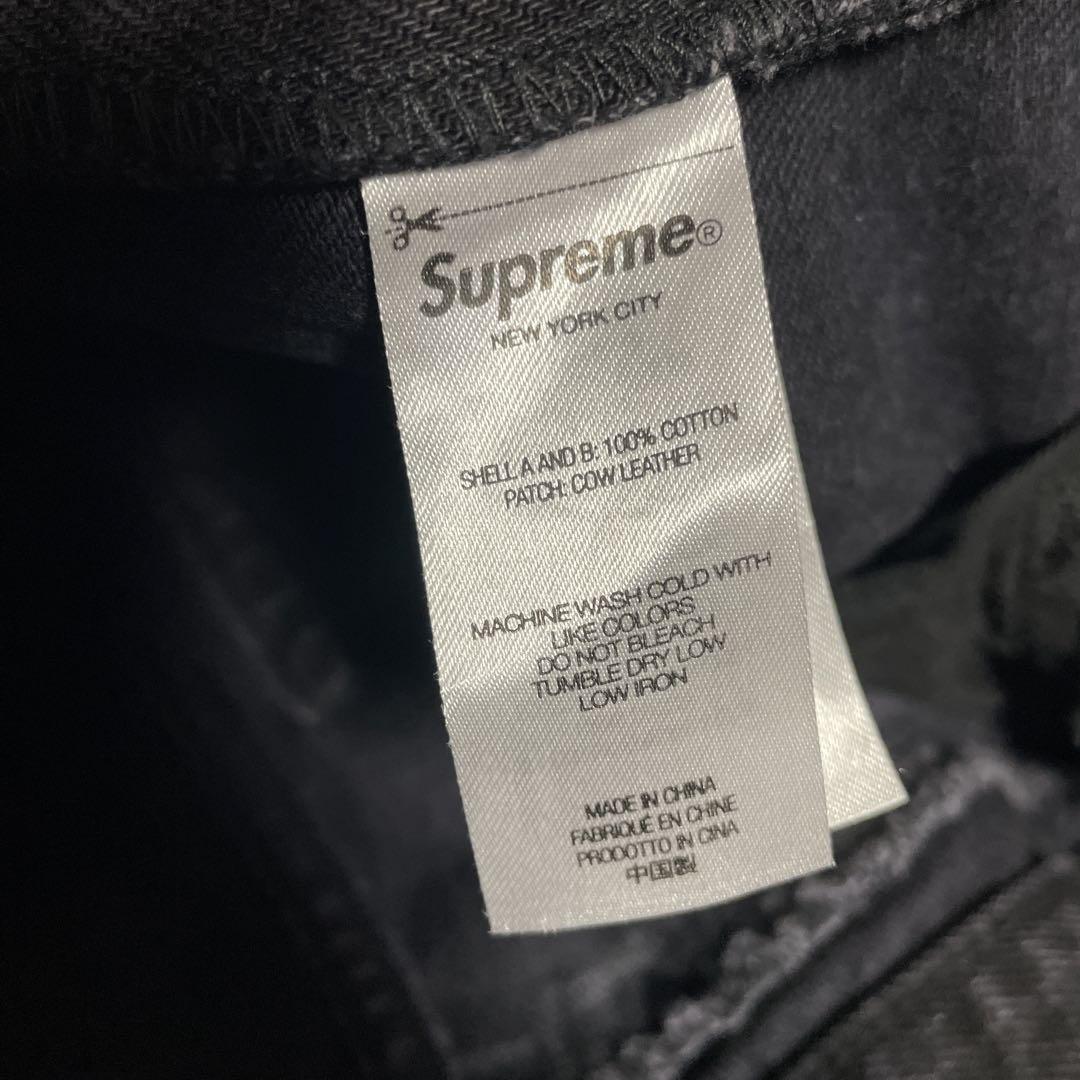 Supreme®
NEW YORK CITY
SHELL A AND B: 100% COTTON
PATCH: COW LEATHER
MACHINE WASH COLD WITH
LIKE COLORS
DO NOT BLEACH
TUMBLE DRY LOW
LOW IRON
MADE IN CHINA
FABRIQUÉ EN CHINE
PRODOTTO IN CINA
中国製